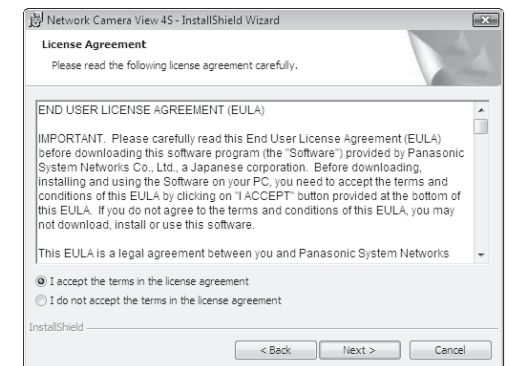 Network Camera View 4S - InstallShield Wizard
License Agreement
Please read the following license agreement carefully.
END USER LICENSE AGREEMENT (EULA)
IMPORTANT. Please carefully read this End User License Agreement (EULA)
before downloading this software program (the "Software") provided by Panasonic
System Networks Co., Ltd., a Japanese corporation. Before downloading,
installing and using the Software on your PC, you need to accept the terms and
conditions of this EULA by clicking on "I ACCEPT" button provided at the bottom of
this EULA. If you do not agree to the terms and conditions of this EULA, you may
not download, install or use this software.
This EULA is a legal agreement between you and Panasonic System Networks
I accept the terms in the license agreement
I do not accept the terms in the license agreement
InstallShield
< Back Next > Cancel